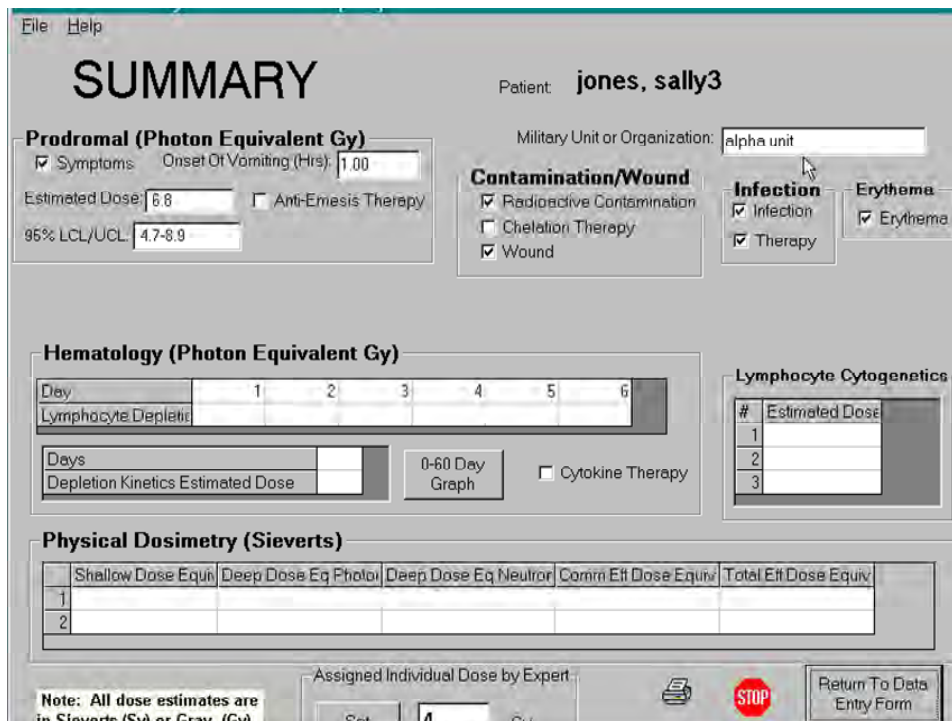 File Help
SUMMARY
Patient: jones, sally3
Military Unit or Organization: alpha unit
Prodromal (Photon Equivalent Gy)
Symptoms Onset Of Vomiting (Hrs): 1.00
Estimated Dose: 6.8 Anti-Emesis Therapy
95% LCL/UCL: 4.7-8.9
Contamination/Wound
Radioactive Contamination
Chelation Therapy
Wound
Infection
Infection
Therapy
Erythema
Erythema
Hematology (Photon Equivalent Gy)
Day 1 2 3 4 5 6
Lymphocyte Depletic
Days
Depletion Kinetics Estimated Dose
0-60 Day
Graph
Cytokine Therapy
Lymphocyte Cytogenetics
# Estimated Dose
1
2
3
Physical Dosimetry (Sieverts)
Shallow Dose Equiv Deep Dose Eq Photor Deep Dose Eq Neutror Comm Eff Dose Equiv Total Eff Dose Equiv
1
2
Note: All dose estimates are
in Sieverts (Sv) or Gray (Gy)
Assigned Individual Dose by Expert
Set 4 Gy
STOP
Return To Data
Entry Form